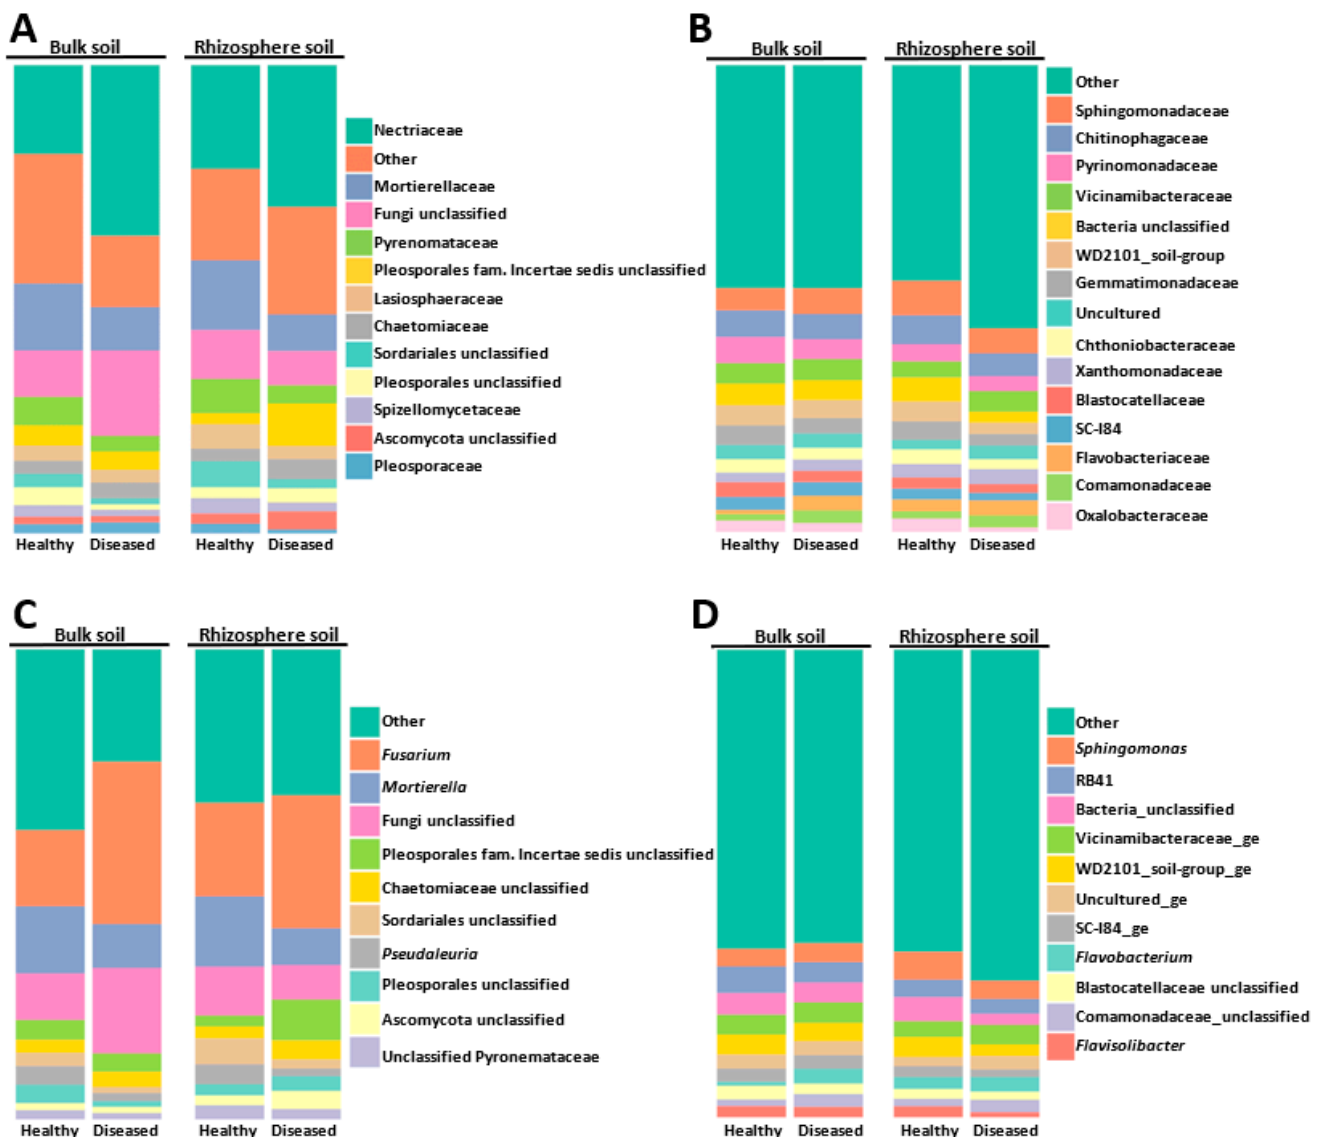 A
Bulk soil
Rhizosphere soil
Nectriaceae
Other
Mortierellaceae
Fungi unclassified
Pyrenomataceae
Pleosporales fam. Incertae sedis unclassified
Lasiosphaeraceae
Chaetomiaceae
Sordariales unclassified
Pleosporales unclassified
Spizellomycetaceae
Ascomycota unclassified
Pleosporaceae
Healthy
Diseased
Healthy
Diseased
B
Bulk soil
Rhizosphere soil
Other
Sphingomonadaceae
Chitinophagaceae
Pyrinomonadaceae
Vicinamibacteraceae
Bacteria unclassified
WD2101_soil-group
Gemmatimonadaceae
Uncultured
Chthoniobacteraceae
Xanthomonadaceae
Blastocatellaceae
SC-I84
Flavobacteriaceae
Comamonadaceae
Oxalobacteraceae
Healthy
Diseased
Healthy
Diseased
C
Bulk soil
Rhizosphere soil
Other
Fusarium
Mortierella
Fungi unclassified
Pleosporales fam. Incertae sedis unclassified
Chaetomiaceae unclassified
Sordariales unclassified
Pseudaleuria
Pleosporales unclassified
Ascomycota unclassified
Unclassified Pyronemataceae
Healthy
Diseased
Healthy
Diseased
D
Bulk soil
Rhizosphere soil
Other
Sphingomonas
RB41
Bacteria_unclassified
Vicinamibacteraceae_ge
WD2101_soil-group_ge
Uncultured_ge
SC-I84_ge
Flavobacterium
Blastocatellaceae unclassified
Comamonadaceae_unclassified
Flavisolibacter
Healthy
Diseased
Healthy
Diseased